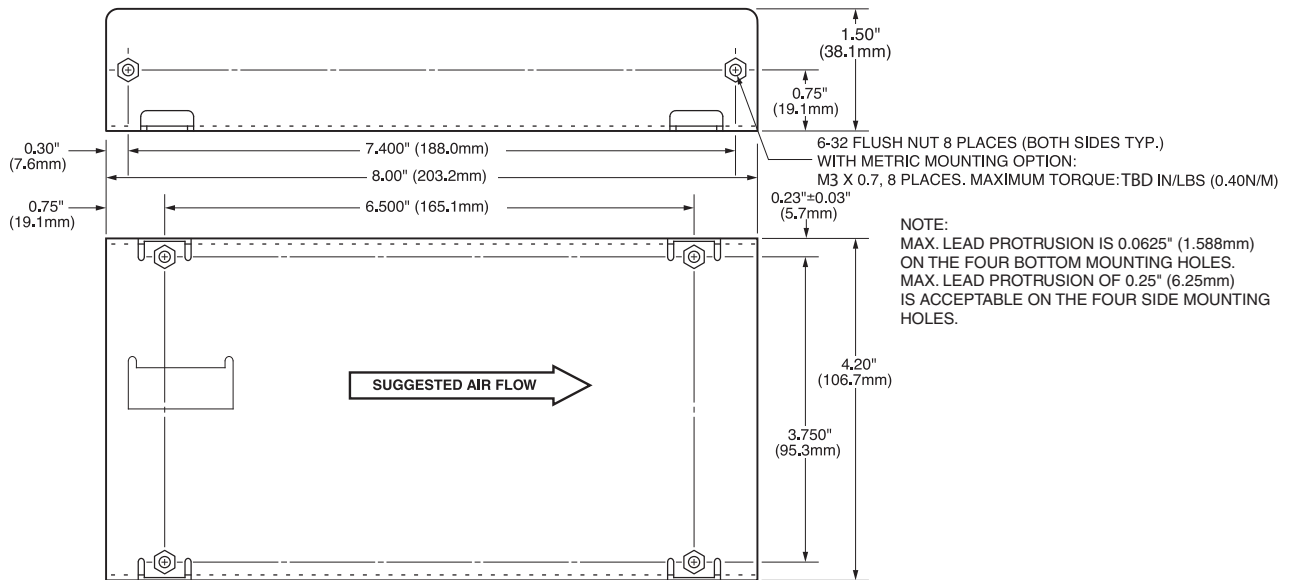 1.50"
(38.1mm)
0.75"
(19.1mm)
0.30"
(7.6mm)
7.400" (188.0mm)
8.00" (203.2mm)
6-32 FLUSH NUT 8 PLACES (BOTH SIDES TYP.)
WITH METRIC MOUNTING OPTION:
M3 X 0.7, 8 PLACES. MAXIMUM TORQUE:TBD IN/LBS (0.40N/M)
0.75"
(19.1mm)
6.500" (165.1mm)
0.23"±0.03"
(5.7mm)
NOTE:
MAX. LEAD PROTRUSION IS 0.0625" (1.588mm)
ON THE FOUR BOTTOM MOUNTING HOLES.
MAX. LEAD PROTRUSION OF 0.25" (6.25mm)
IS ACCEPTABLE ON THE FOUR SIDE MOUNTING
HOLES.
SUGGESTED AIR FLOW
4.20"
(106.7mm)
3.750"
(95.3mm)